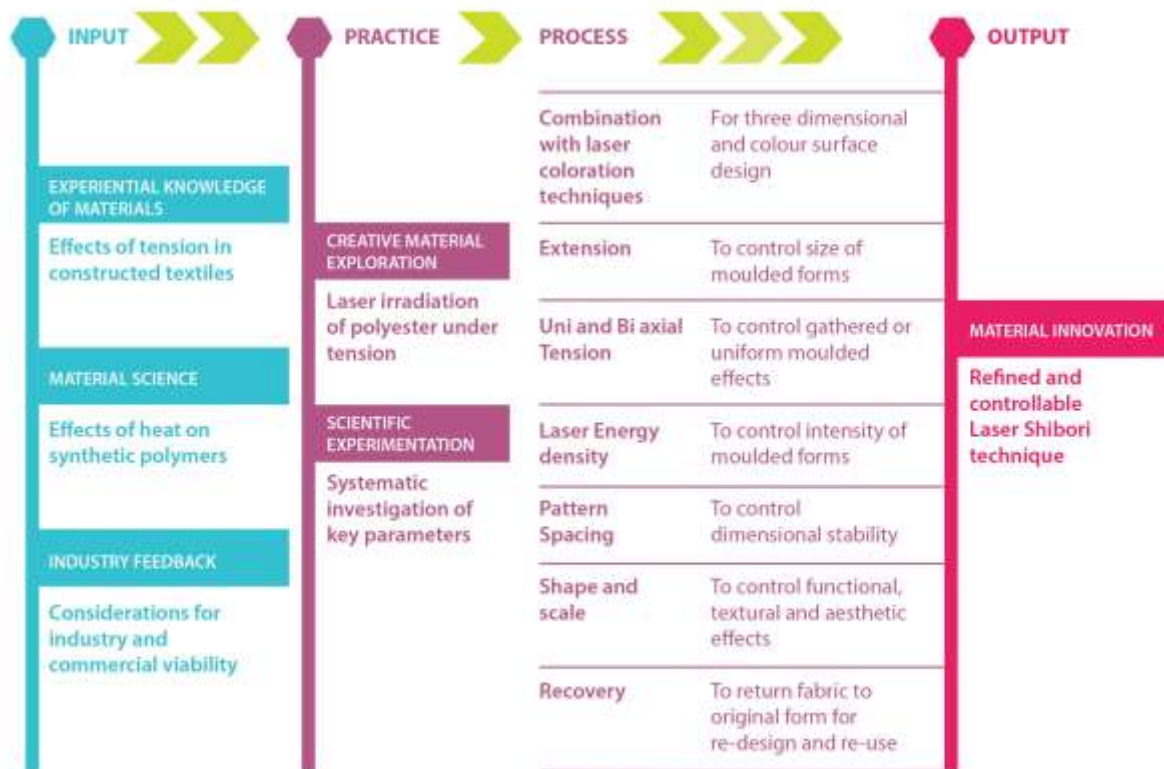 INPUT
PRACTICE
PROCESS
OUTPUT
EXPERIENTIAL KNOWLEDGE
OF MATERIALS
Effects of tension in
constructed textiles
MATERIAL SCIENCE
Effects of heat on
synthetic polymers
INDUSTRY FEEDBACK
Considerations for
industry and
commercial viability
CREATIVE MATERIAL
EXPLORATION
Laser irradiation
of polyester under
tension
SCIENTIFIC
EXPERIMENTATION
Systematic
investigation of
key parameters
Combination
with laser
coloration
techniques
For three dimensional
and colour surface
design
Extension
To control size of
moulded forms
Uni and Bi axial
Tension
To control gathered or
uniform moulded
effects
Laser Energy
density
To control intensity of
moulded forms
Pattern
Spacing
To control
dimensional stability
Shape and
scale
To control functional,
textural and aesthetic
effects
Recovery
To return fabric to
original form for
re-design and re-use
MATERIAL INNOVATION
Refined and
controllable
Laser Shibori
technique